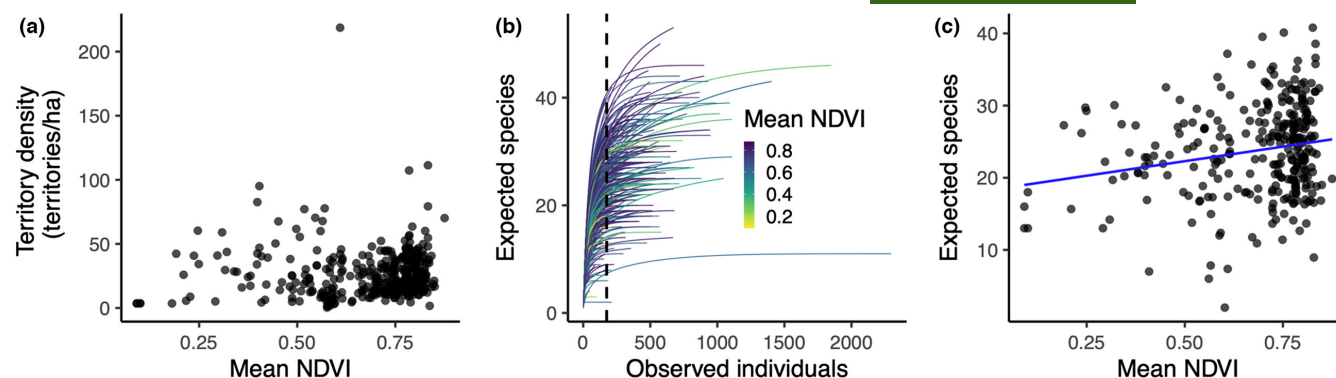 (a)
Territory density
(territories/ha)
200
150
100
50
0
0.25 0.50 0.75
Mean NDVI
(b)
Expected species
40
20
0
Mean NDVI
0.8
0.6
0.4
0.2
0 500 1000 1500 2000
Observed individuals
(c)
Expected species
40
30
20
10
0.25 0.50 0.75
Mean NDVI